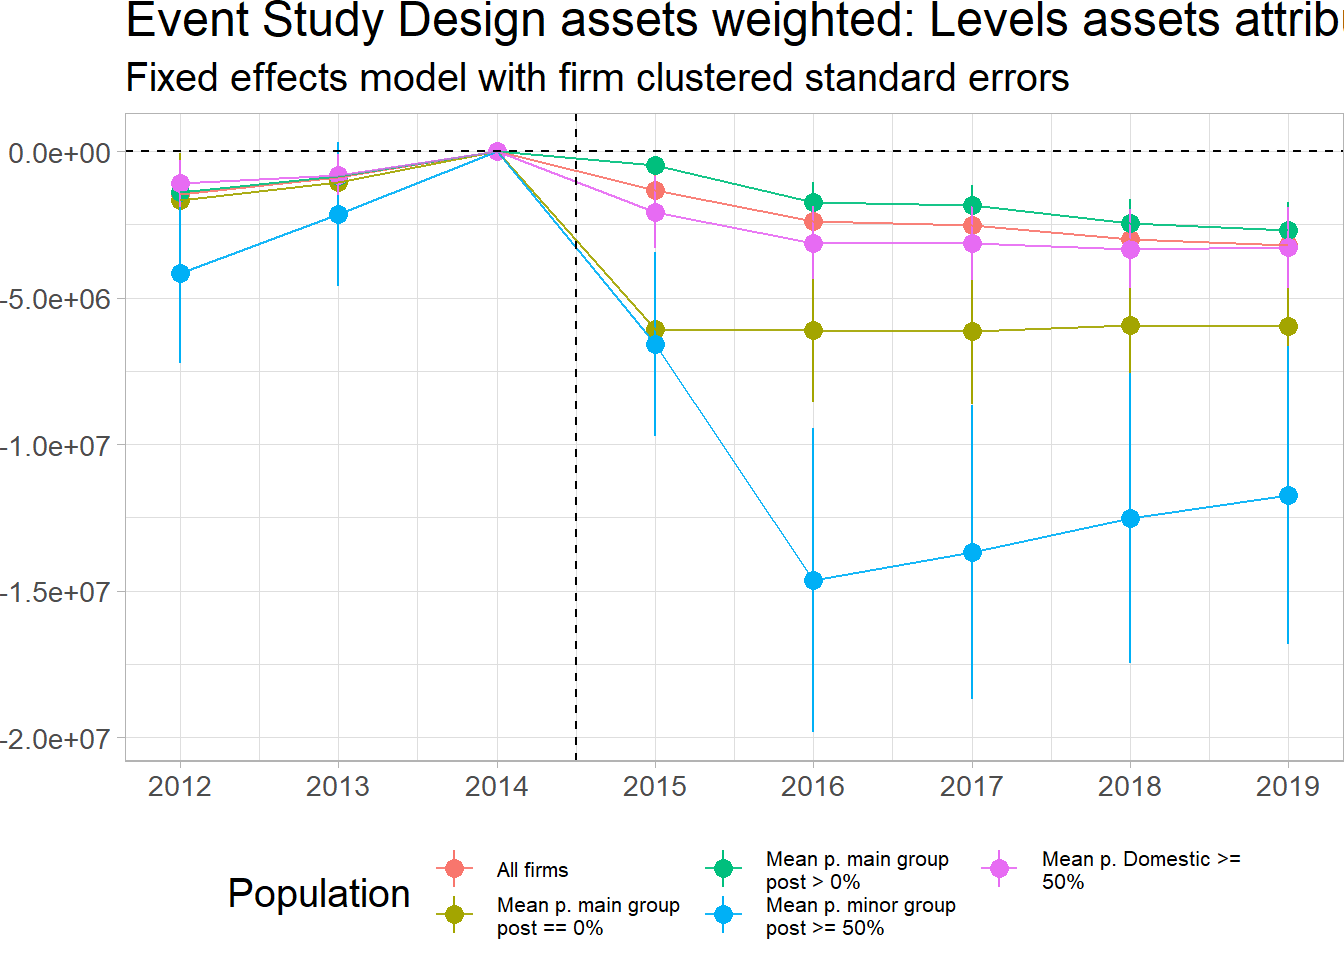 Event Study Design assets weighted: Levels assets
Fixed effects model with firm clustered standard errors
0.0e+00
-5.0e+06
-1.0e+07
-1.5e+07
-2.0e+07
2012 2013 2014 2015 2016 2017 2018 2019
Population
All firms
Mean p. main group
post == 0%
Mean p. main group
post > 0%
Mean p. minor group
post >= 50%
Mean p. Domestic >=
50%